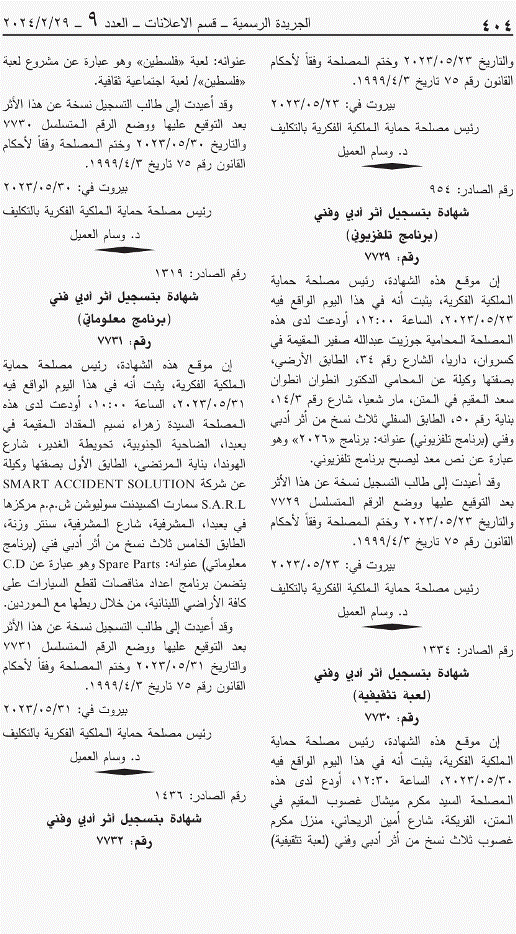 ٤٠٤
الجريدة الرسمية ــ قسم الاعلانات ــ العدد ٩ ــ ٢٠٢٤/٢/٢٩
والتاريخ ٢٠٢٣/٠٥/٢٣ وختم المصلحة وفقاً لأحكام
القانون رقم ٧٥ تاريخ ١٩٩٩/٤/٣.
بيروت في: ٢٠٢٣/٠٥/٢٣
رئيس مصلحة حماية الملكية الفكرية بالتكليف
د. وسام العميل
رقم الصادر: ٩٥٤
شهادة بتسجيل أثر أدبي وفني
(برنامج تلفزيوني)
رقم: ٧٧٢٩
إن موقع هذه الشهادة، رئيس مصلحة حماية
الملكية الفكرية، يثبت أنه في هذا اليوم الواقع فيه
٢٠٢٣/٠٥/٢٣، الساعة ١٢:٠٠، أودعت لدى هذه
المصلحة المحامية جوزيت عبدالله صفير المقيمة في
كسروان، داريا، الشارع رقم ٣٤، الطابق الأرضي،
بصفتها وكيلة عن المحامي الدكتور انطوان انطوان
سعد المقيم في المتن، مار شعيا، شارع رقم ١٤/٣،
بناية رقم ٥٠، الطابق السفلي ثلاث نسخ من أثر أدبي
وفني (برنامج تلفزيوني) عنوانه: برنامج «٢٠٢٦» وهو
عبارة عن نص معد ليصبح برنامج تلفزيوني.
وقد أعيدت إلى طالب التسجيل نسخة عن هذا الأثر
بعد التوقيع عليها ووضع الرقم المتسلسل ٧٧٢٩
والتاريخ ٢٠٢٣/٠٥/٢٣ وختم المصلحة وفقاً لأحكام
القانون رقم ٧٥ تاريخ ١٩٩٩/٤/٣.
بيروت في: ٢٠٢٣/٠٥/٢٣
رئيس مصلحة حماية الملكية الفكرية بالتكليف
د. وسام العميل
رقم الصادر: ١٣٣٤
شهادة بتسجيل أثر أدبي وفني
(لعبة تثقيفية)
رقم: ٧٧٣٠
إن موقع هذه الشهادة، رئيس مصلحة حماية
الملكية الفكرية، يثبت أنه في هذا اليوم الواقع فيه
٢٠٢٣/٠٥/٣٠، الساعة ١٢:٣٠، أودع لدى هذه
المصلحة السيد مكرم ميشال غصوب المقيم في
المتن، الفريكة، شارع أمين الريحاني، منزل مكرم
غصوب ثلاث نسخ من أثر أدبي وفني (لعبة تثقيفية)
عنوانه: لعبة «فلسطين» وهو عبارة عن مشروع لعبة
«فلسطين»/ لعبة اجتماعية ثقافية.
وقد أعيدت إلى طالب التسجيل نسخة عن هذا الأثر
بعد التوقيع عليها ووضع الرقم المتسلسل ٧٧٣٠
والتاريخ ٢٠٢٣/٠٥/٣٠ وختم المصلحة وفقاً لأحكام
القانون رقم ٧٥ تاريخ ١٩٩٩/٤/٣.
بيروت في: ٢٠٢٣/٠٥/٣٠
رئيس مصلحة حماية الملكية الفكرية بالتكليف
د. وسام العميل
رقم الصادر: ١٣١٩
شهادة بتسجيل أثر أدبي فني
(برنامج معلوماتي)
رقم: ٧٧٣١
إن موقع هذه الشهادة، رئيس مصلحة حماية
الملكية الفكرية، يثبت أنه في هذا اليوم الواقع فيه
٢٠٢٣/٠٥/٣١، الساعة ١٠:٠٠، أودعت لدى هذه
المصلحة السيدة زهراء نسيم المقداد المقيمة في
بعبدا، الضاحية الجنوبية، تحويطة الغدير، شارع
الهوندا، بناية المرتضى، الطابق الأول بصفتها وكيلة
عن شركة SMART ACCIDENT SOLUTION
S.A.R.L سمارت اكسيدنت سوليوشن ش.م.م مركزها
في بعبدا، المشرفية، شارع المشرفية، سنتر وزنة،
الطابق الخامس ثلاث نسخ من أثر أدبي فني (برنامج
معلوماتي) عنوانه: Spare Parts وهو عبارة عن C.D
يتضمن برنامج اعداد مناقصات لقطع السيارات على
كافة الأراضي اللبنانية، من خلال ربطها مع الموردين.
وقد أعيدت إلى طالب التسجيل نسخة عن هذا الأثر
بعد التوقيع عليها ووضع الرقم المتسلسل ٧٧٣١
والتاريخ ٢٠٢٣/٠٥/٣١ وختم المصلحة وفقاً لأحكام
القانون رقم ٧٥ تاريخ ١٩٩٩/٤/٣.
بيروت في: ٢٠٢٣/٠٥/٣١
رئيس مصلحة حماية الملكية الفكرية بالتكليف
د. وسام العميل
رقم الصادر: ١٤٣٦
شهادة بتسجيل أثر أدبي وفني
رقم: ٧٧٣٢